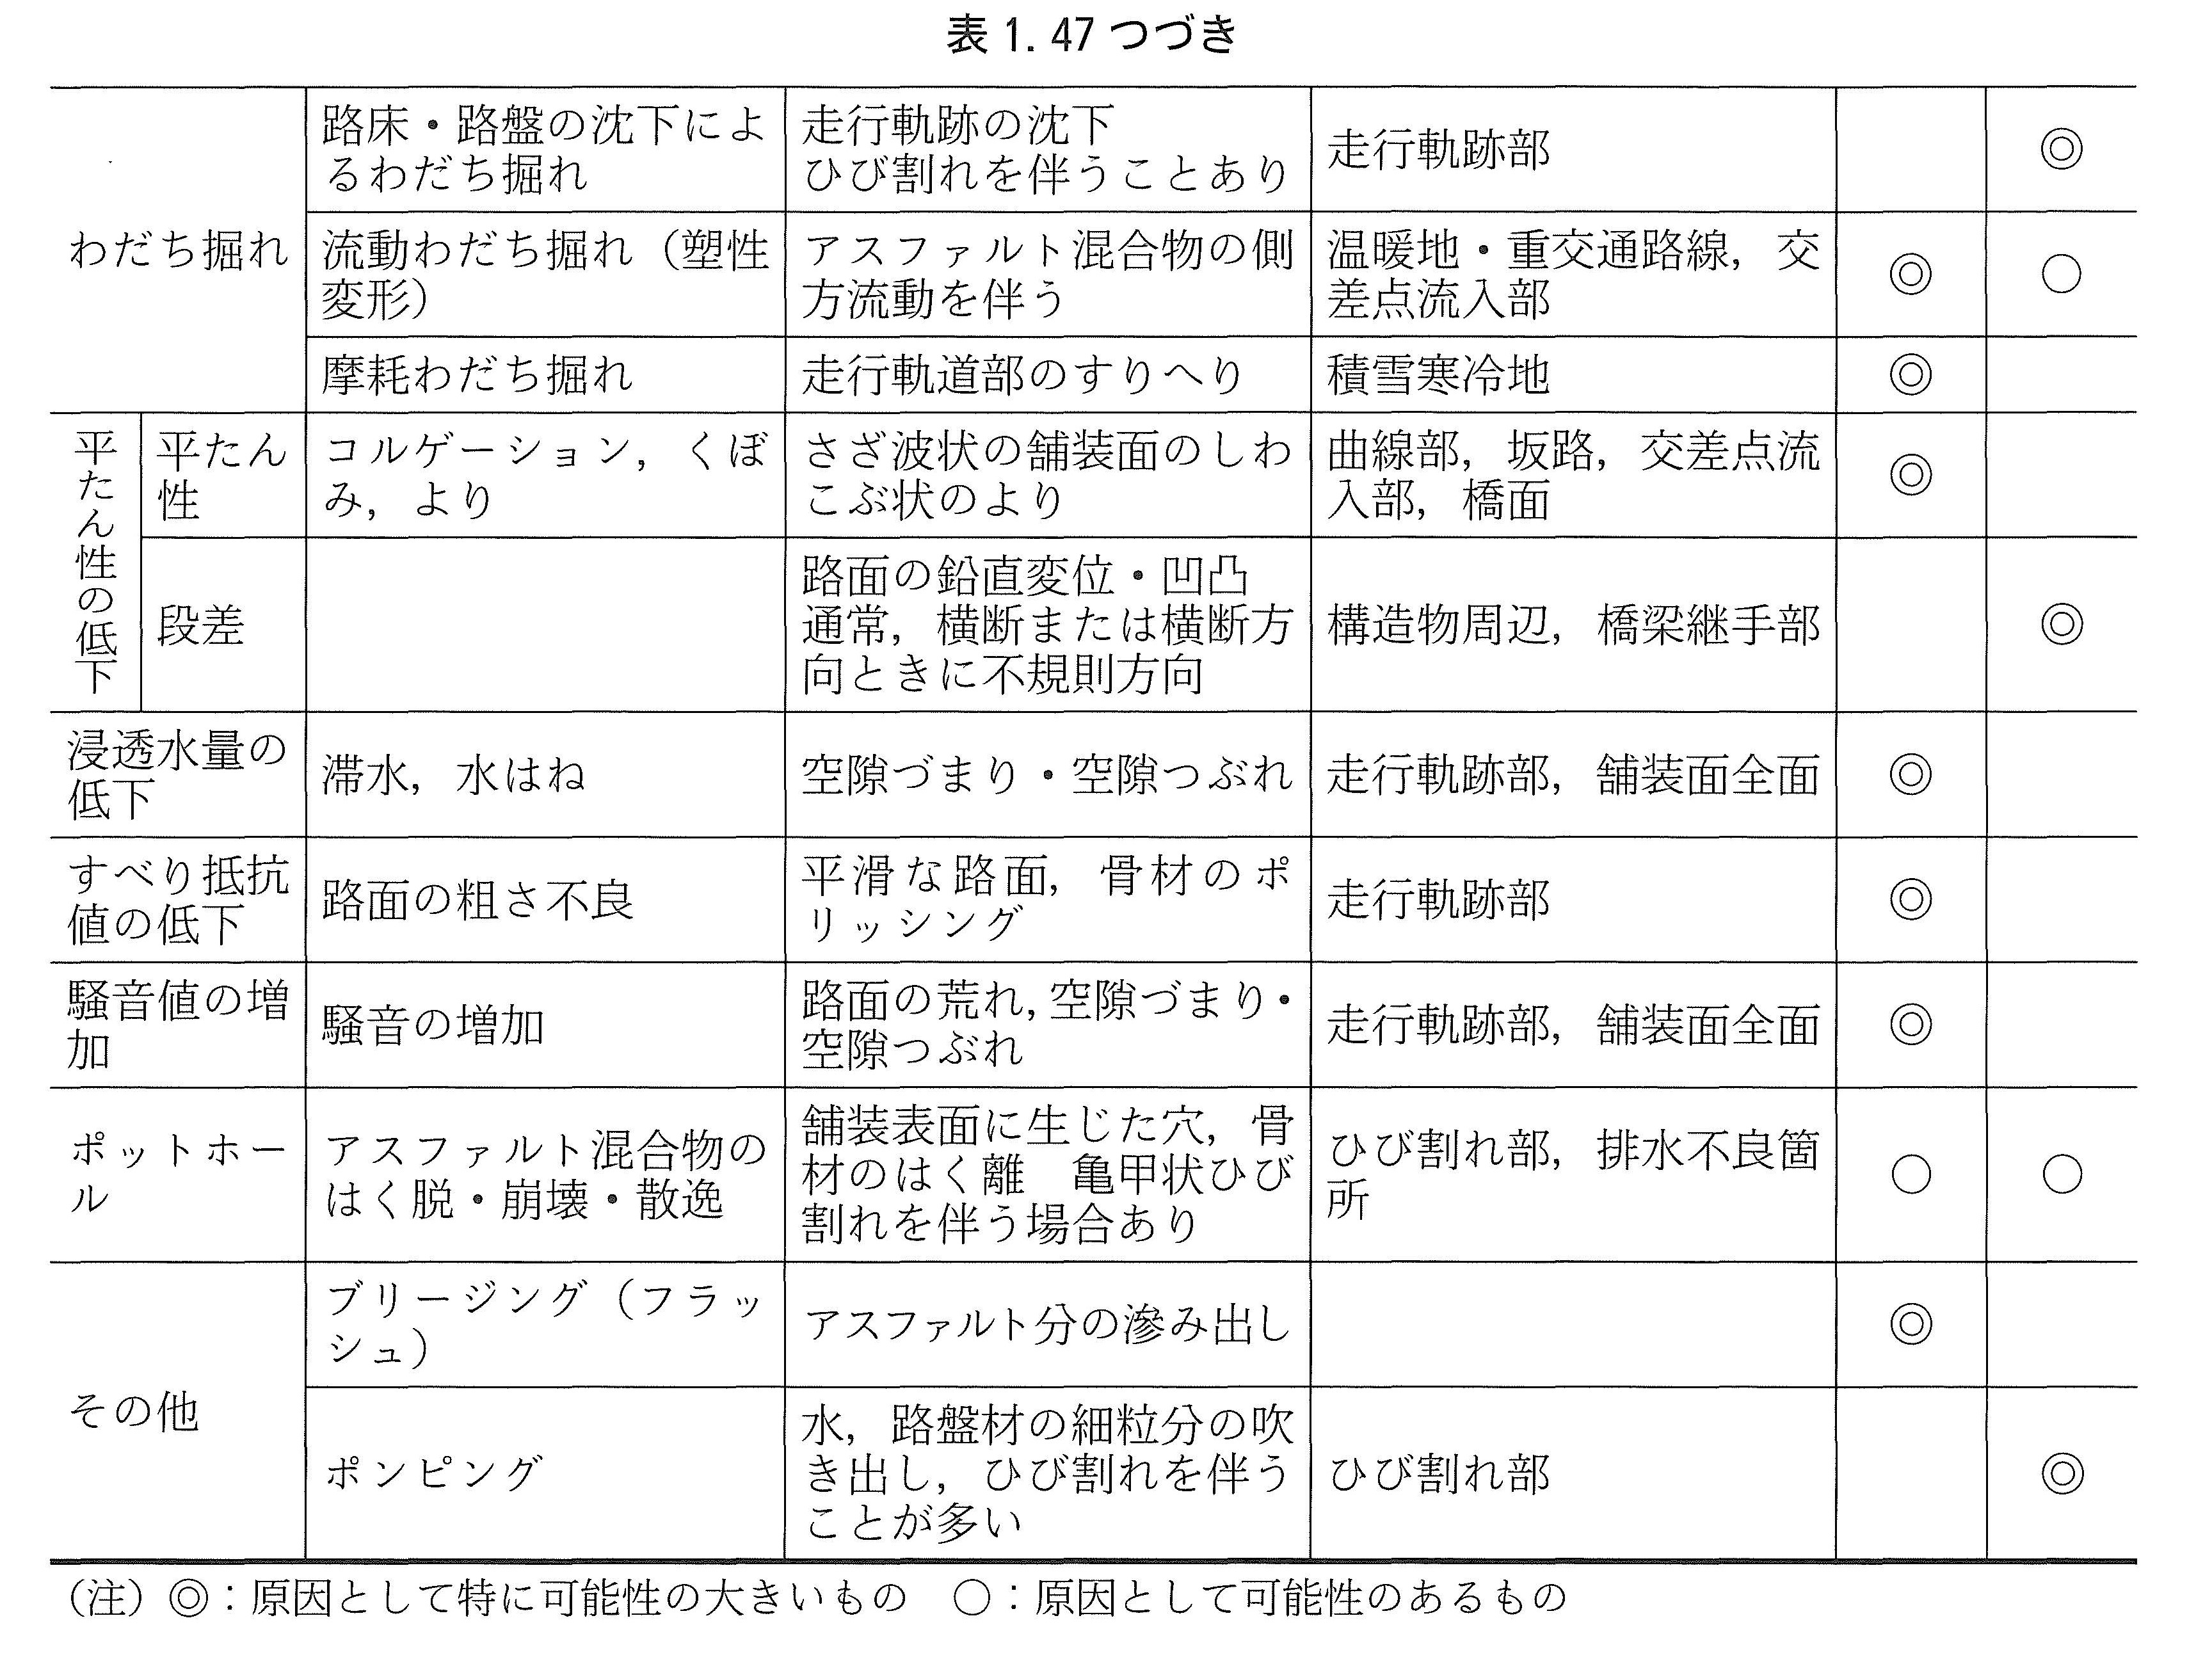 表1.47つづき
わだち掘れ
路床・路盤の沈下によ
るわだち掘れ
走行軌跡の沈下
ひび割れを伴うことあり
走行軌跡部
◎
流動わだち掘れ（塑性
変形）
アスファルト混合物の側
方流動を伴う
温暖地・重交通路線，交
差点流入部
◎
○
摩耗わだち掘れ
走行軌道部のすりへり
積雪寒冷地
◎
平たん性の低下
平たん
性
コルゲーション，くぼ
み，より
さざ波状の舗装面のしわ
こぶ状のより
曲線部，坂路，交差点流
入部，橋面
◎
段差
路面の鉛直変位・凹凸
通常，横断または横断方
向ときに不規則方向
構造物周辺，橋梁継手部
◎
浸透水量の
低下
滞水，水はね
空隙づまり・空隙つぶれ
走行軌跡部，舗装面全面
◎
すべり抵抗
値の低下
路面の粗さ不良
平滑な路面，骨材のポ
リッシング
走行軌跡部
◎
騒音値の増
加
騒音の増加
路面の荒れ，空隙づまり・
空隙つぶれ
走行軌跡部，舗装面全面
◎
ポットホー
ル
アスファルト混合物の
はく脱・崩壊・散逸
舗装表面に生じた穴，骨
材のはく離　亀甲状ひび
割れを伴う場合あり
ひび割れ部，排水不良箇
所
○
○
その他
ブリージング（フラッ
シュ）
アスファルト分の滲み出し
◎
ポンピング
水，路盤材の細粒分の吹
き出し，ひび割れを伴う
ことが多い
ひび割れ部
◎
（注）◎：原因として特に可能性の大きいもの　○：原因として可能性のあるもの